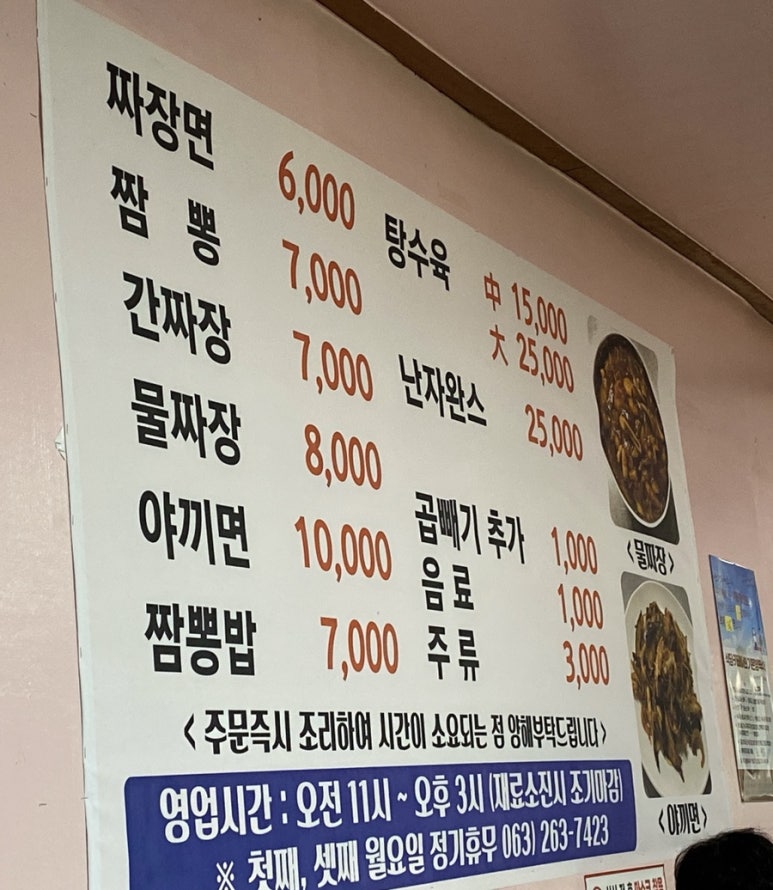 짜장면 6,000
짬 뽕 7,000
간짜장 7,000
물짜장 8,000
야끼면 10,000
짬뽕밥 7,000
탕수육 中 15,000
大 25,000
난자완스 25,000
곱빼기 추가 1,000
음료 1,000
주류 3,000
<물짜장>
<야끼면>
<주문즉시 조리하여 시간이 소요되는 점 양해부탁드립니다>
영업시간 : 오전 11시 ~ 오후 3시 (재료소진시 조기마감)
※ 첫째, 셋째 월요일 정기휴무 063) 263-7423